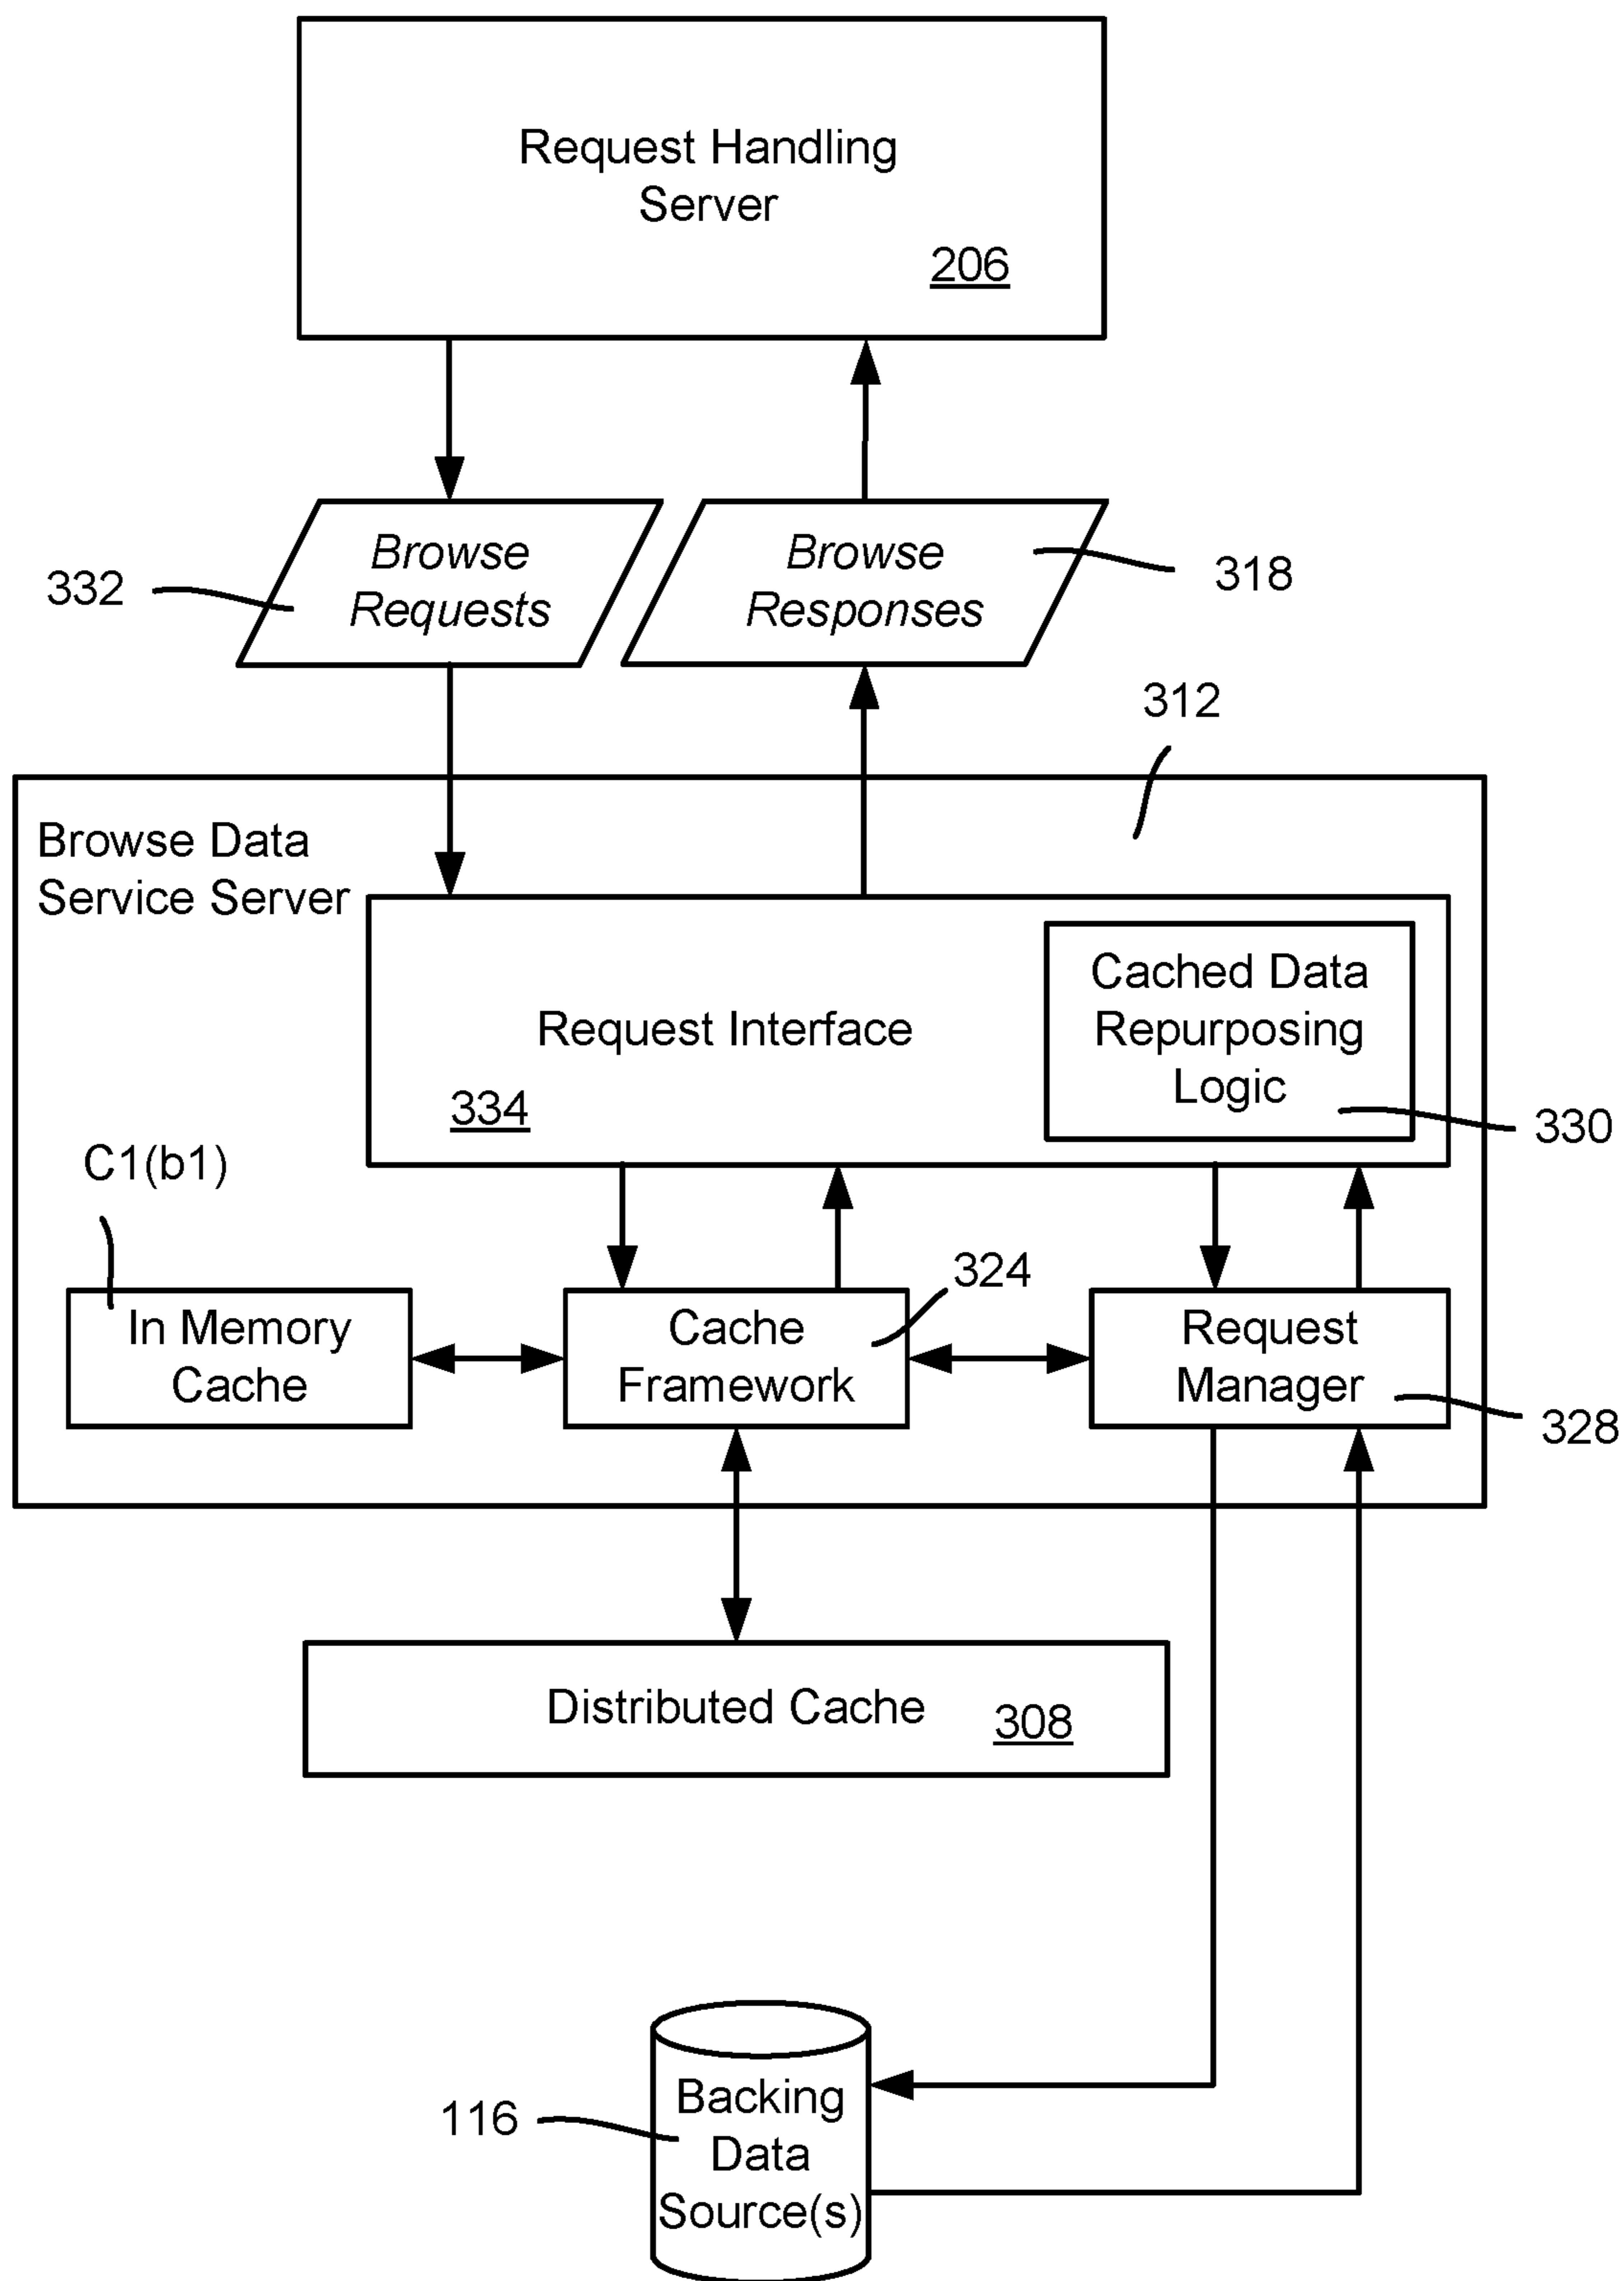 Request Handling
Server
206
Browse
Requests
332
Browse
Responses
318
312
Browse Data
Service Server
Request Interface
334
Cached Data
Repurposing
Logic
330
C1(b1)
In Memory
Cache
Cache
Framework
324
Request
Manager
328
Distributed Cache
308
116
Backing
Data
Source(s)